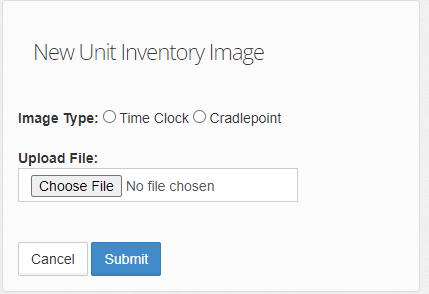 New Unit Inventory Image
Image Type: Time Clock Cradlepoint
Upload File:
Choose File No file chosen
Cancel Submit